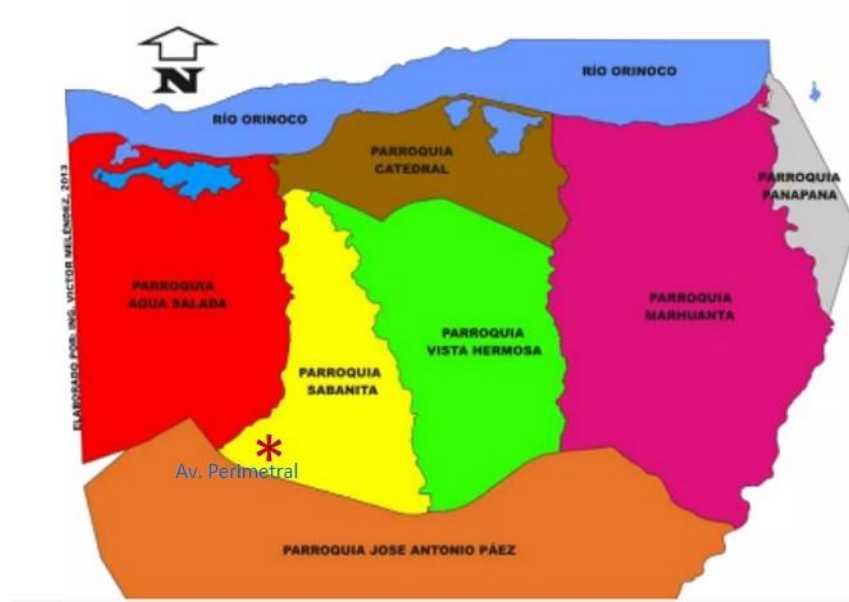 N
RÍO ORINOCO
RÍO ORINOCO
PARROQUIA
CATEDRAL
PARROQUIA
PANAPANA
ELABORADO POR: ING. VICTOR MELÉNDEZ, 2013
PARROQUIA
AGUA SALADA
PARROQUIA
MARHUANTA
PARROQUIA
VISTA HERMOSA
PARROQUIA
SABANITA
*
Av. Perimetral
PARROQUIA JOSE ANTONIO PÁEZ